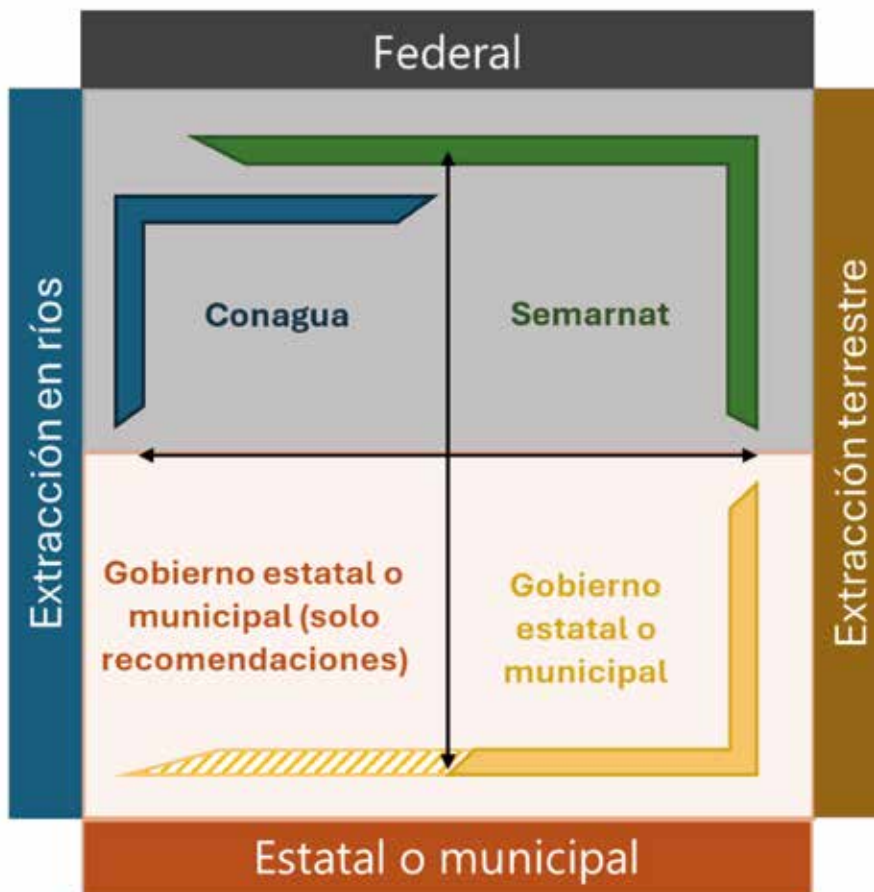 Federal
Extracción en ríos
Conagua
Semarnat
Extracción terrestre
Gobierno estatal o
municipal (solo
recomendaciones)
Gobierno
estatal o
municipal
Estatal o municipal